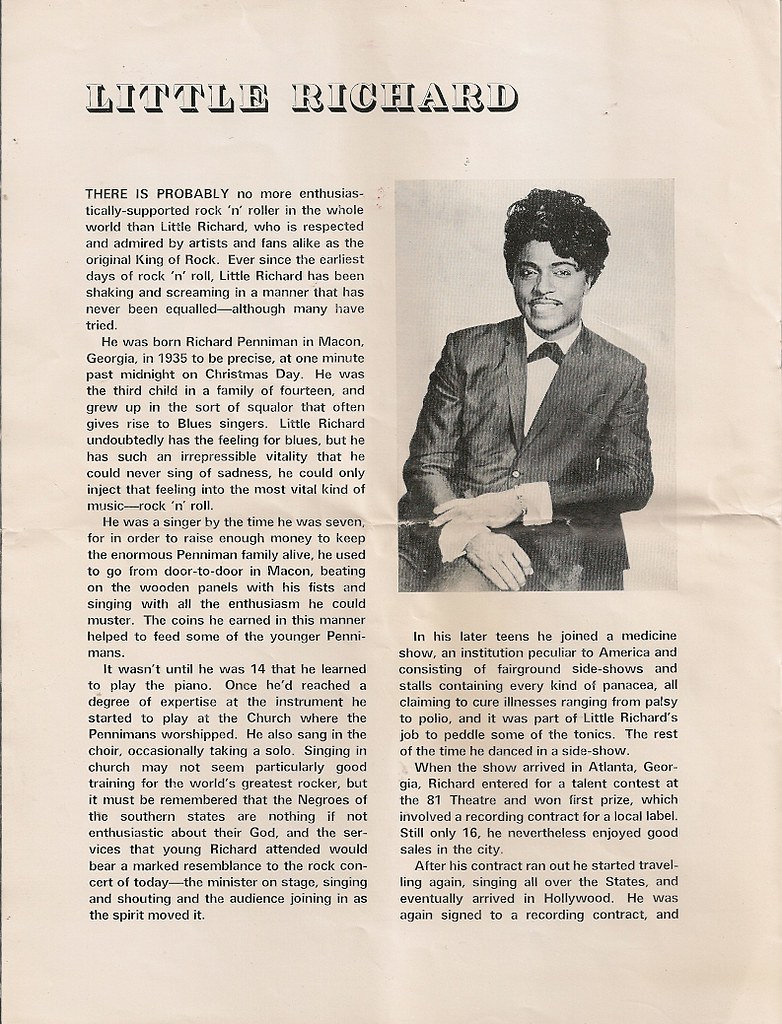 LITTLE RICHARD
THERE IS PROBABLY no more enthusias-
tically-supported rock 'n' roller in the whole
world than Little Richard, who is respected
and admired by artists and fans alike as the
original King of Rock. Ever since the earliest
days of rock 'n' roll, Little Richard has been
shaking and screaming in a manner that has
never been equalled—although many have
tried.
He was born Richard Penniman in Macon,
Georgia, in 1935 to be precise, at one minute
past midnight on Christmas Day. He was
the third child in a family of fourteen, and
grew up in the sort of squalor that often
gives rise to Blues singers. Little Richard
undoubtedly has the feeling for blues, but he
has such an irrepressible vitality that he
could never sing of sadness, he could only
inject that feeling into the most vital kind of
music—rock 'n' roll.
He was a singer by the time he was seven,
for in order to raise enough money to keep
the enormous Penniman family alive, he used
to go from door-to-door in Macon, beating
on the wooden panels with his fists and
singing with all the enthusiasm he could
muster. The coins he earned in this manner
helped to feed some of the younger Penni-
mans.
It wasn't until he was 14 that he learned
to play the piano. Once he'd reached a
degree of expertise at the instrument he
started to play at the Church where the
Pennimans worshipped. He also sang in the
choir, occasionally taking a solo. Singing in
church may not seem particularly good
training for the world's greatest rocker, but
it must be remembered that the Negroes of
the southern states are nothing if not
enthusiastic about their God, and the ser-
vices that young Richard attended would
bear a marked resemblance to the rock con-
cert of today—the minister on stage, singing
and shouting and the audience joining in as
the spirit moved it.
In his later teens he joined a medicine
show, an institution peculiar to America and
consisting of fairground side-shows and
stalls containing every kind of panacea, all
claiming to cure illnesses ranging from palsy
to polio, and it was part of Little Richard's
job to peddle some of the tonics. The rest
of the time he danced in a side-show.
When the show arrived in Atlanta, Geor-
gia, Richard entered for a talent contest at
the 81 Theatre and won first prize, which
involved a recording contract for a local label.
Still only 16, he nevertheless enjoyed good
sales in the city.
After his contract ran out he started travel-
ling again, singing all over the States, and
eventually arrived in Hollywood. He was
again signed to a recording contract, and